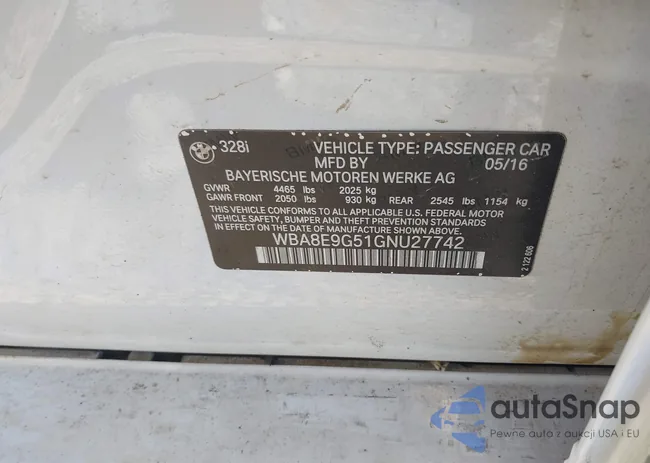 328i VEHICLE TYPE: PASSENGER CAR
MFD BY 05/16
BAYERISCHE MOTOREN WERKE AG
GVWR 4465 lbs 2025 kg
GAWR FRONT 2050 lbs 930 kg REAR 2545 lbs 1154 kg
THIS VEHICLE CONFORMS TO ALL APPLICABLE U.S. FEDERAL MOTOR
VEHICLE SAFETY, BUMPER AND THEFT PREVENTION STANDARDS
IN EFFECT ON THE DATE OF MANUFACTURE SHOWN ABOVE.
WBA8E9G51GNU27742
2 122 606
autaSnap
Pewne auta z aukcji USA i EU